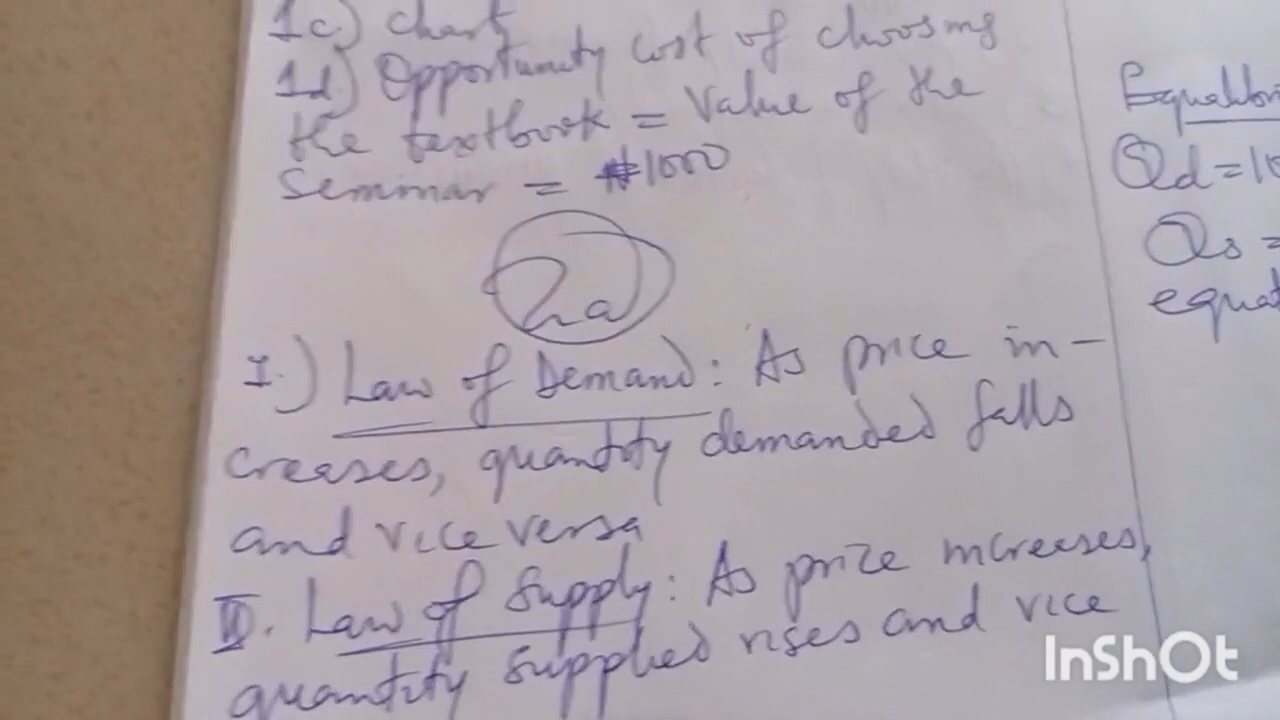 1c.) chart
1d.) Opportunity cost of choosing
the textbook = Value of the
Seminar = ₦1000
2a
I.) Law of Demand: As price in-
creases, quantity demanded falls
and vice versa
II. Law of Supply: As price increases,
quantity supplied rises and vice
Qd = 10
Qs =
equat
InShOt